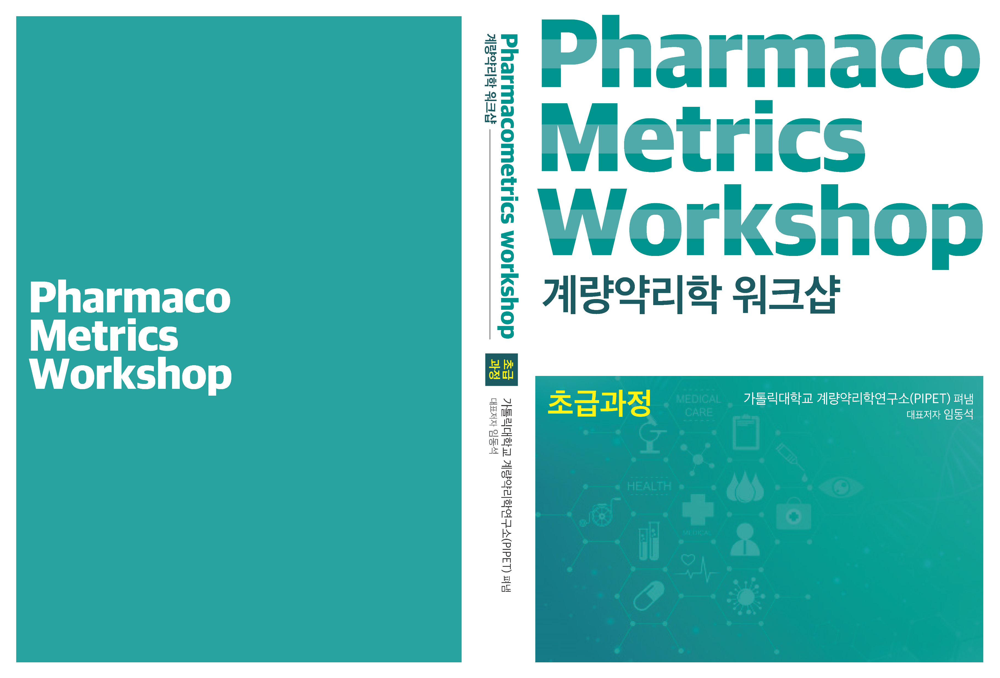 Pharmaco
Metrics
Workshop
Pharmacometrics workshop
계량약리학 워크샵
초급
과정
가톨릭대학교 계량약리학연구소(PIPET) 펴냄
대표저자 임동석
Pharmaco
Metrics
Workshop
계량약리학 워크샵
초급과정
가톨릭대학교 계량약리학연구소(PIPET) 펴냄
대표저자 임동석
MEDICAL
CARE
HEALTH
MEDICAL